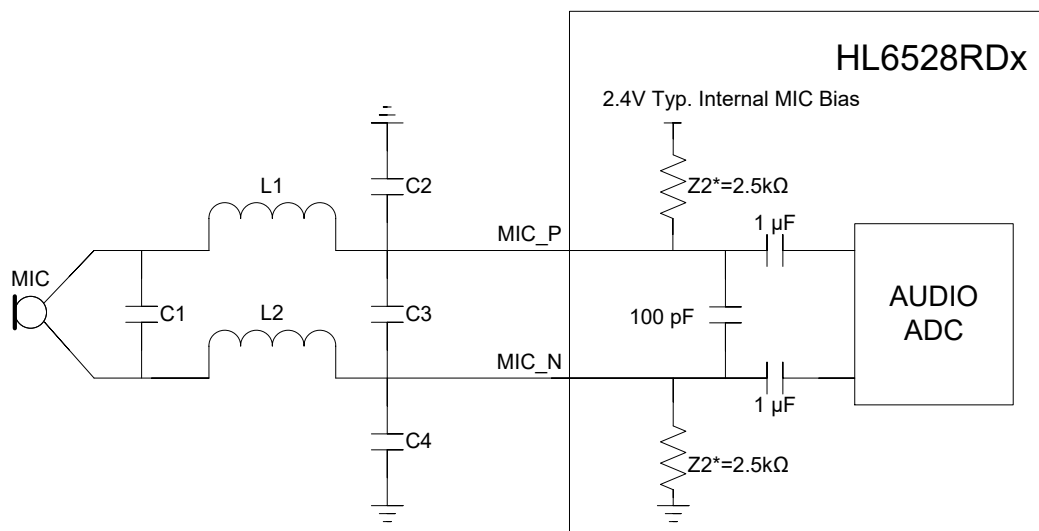 HL6528RDx
2.4V Typ. Internal MIC Bias
C2
Z2*=2.5kΩ
L1
MIC_P
1 µF
MIC
C1
L2
C3
100 pF
AUDIO
ADC
MIC_N
1 µF
C4
Z2*=2.5kΩ